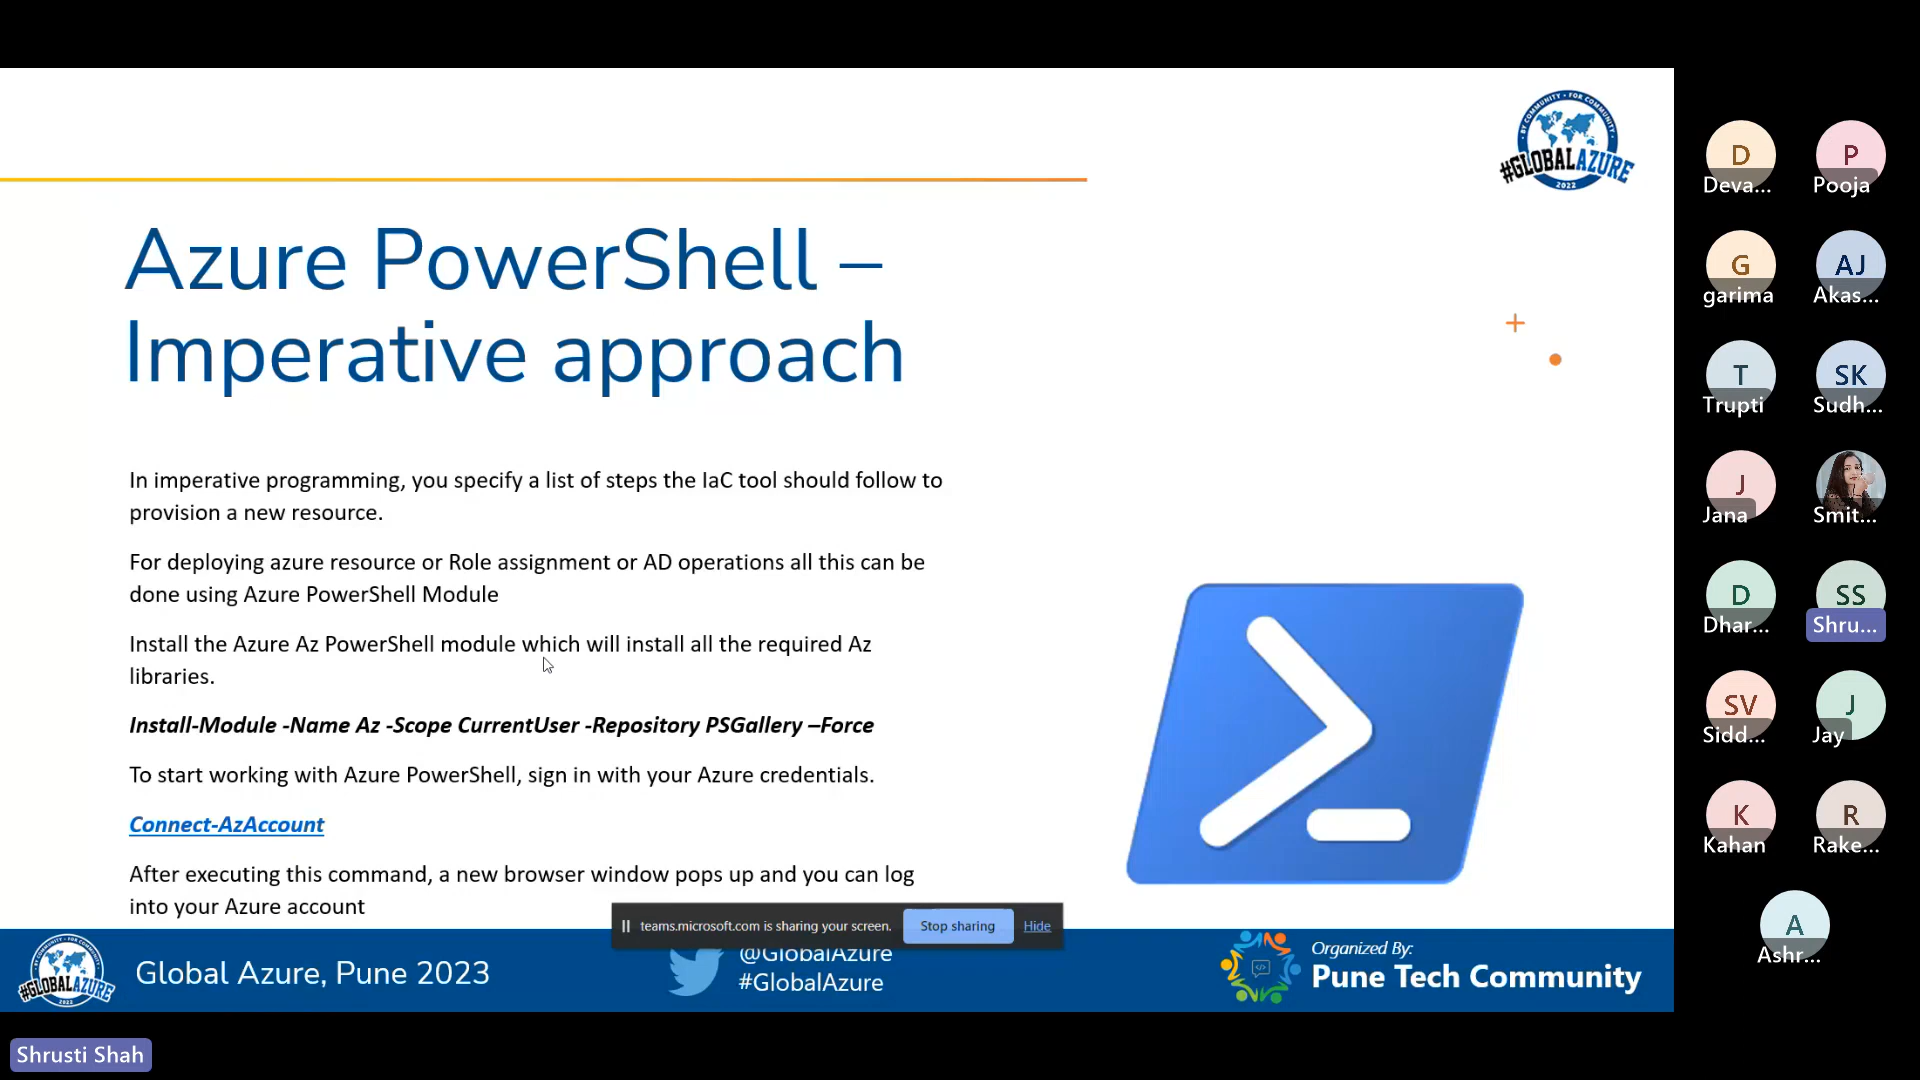 BY COMMUNITY • FOR COMMUNITY
#GLOBALAZURE
2022
Azure PowerShell –
Imperative approach
In imperative programming, you specify a list of steps the IaC tool should follow to
provision a new resource.
For deploying azure resource or Role assignment or AD operations all this can be
done using Azure PowerShell Module
Install the Azure Az PowerShell module which will install all the required Az
libraries.
Install-Module -Name Az -Scope CurrentUser -Repository PSGallery –Force
To start working with Azure PowerShell, sign in with your Azure credentials.
Connect-AzAccount
After executing this command, a new browser window pops up and you can log
into your Azure account
teams.microsoft.com is sharing your screen.
Stop sharing
Hide
#GLOBALAZURE
2022
Global Azure, Pune 2023
@GlobalAzure
#GlobalAzure
Organized By:
Pune Tech Community
D
Deva...
P
Pooja
G
garima
AJ
Akas...
T
Trupti
SK
Sudh...
J
Jana
Smit...
D
Dhar...
SS
Shru...
SV
Sidd...
J
Jay
K
Kahan
R
Rake...
A
Ashr...
Shrusti Shah